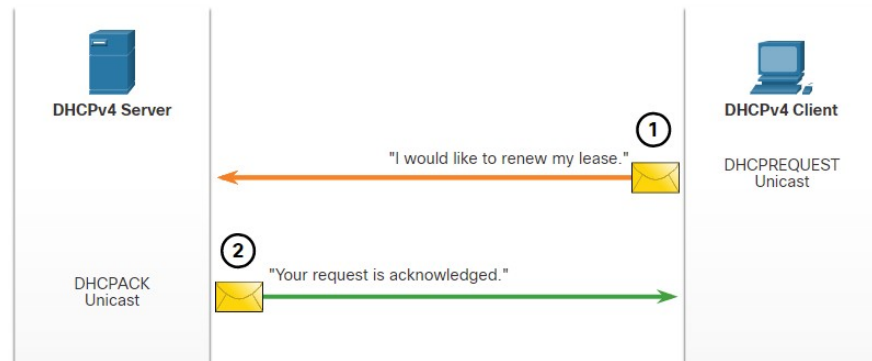 DHCPv4 Server
DHCPv4 Client
1
"I would like to renew my lease."
DHCPREQUEST
Unicast
2
"Your request is acknowledged."
DHCPACK
Unicast